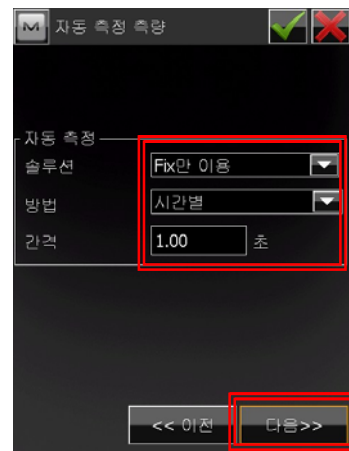 자동 측정 측량
자동 측정
솔루션 Fix만 이용
방법 시간별
간격 1.00 초
<< 이전 다음>>